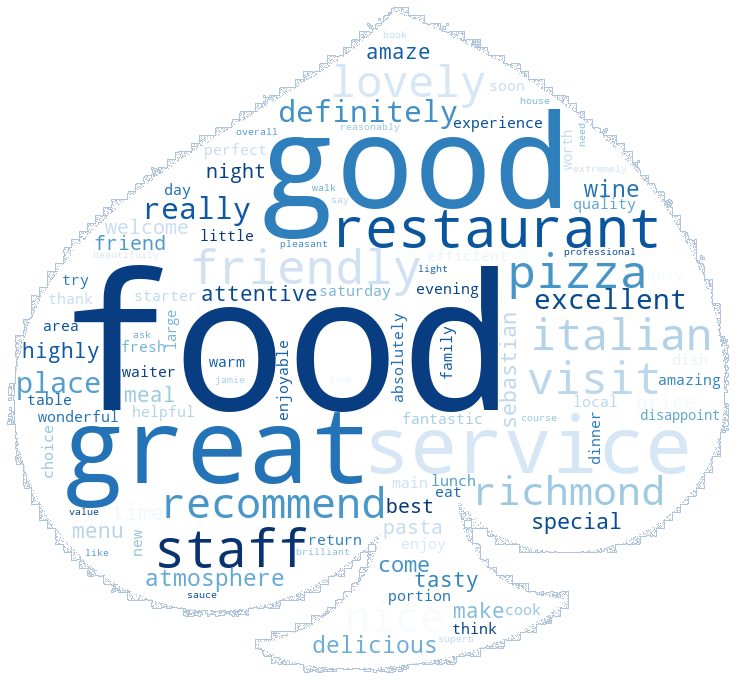 book
amaze
lovely
soon
definitely
house
overall
reasonably
experience
need
perfect
good
worth
extremely
night
walk
say
wine
day
really
quality
welcome
little
restaurant
friend
pleasant
professional
beautifully
friendly
efficient
pizza
busy
light
try
thank
starter
attentive
saturday
evening
excellent
food
area
large
ask
absolutely
family
sebastian
italian
highly
fresh
enjoyable
warm
dish
place
waiter
jamie
look
visit
amazing
table
meal
price
wonderful
helpful
fantastic
local
disappoint
course
choice
great
service
dinner
main
lunch
eat
recommend
best
richmond
value
time
menu
new
pasta
special
like
staff
return
enjoy
brilliant
atmosphere
come
tasty
sauce
portion
nice
make
cook
think
delicious
superb